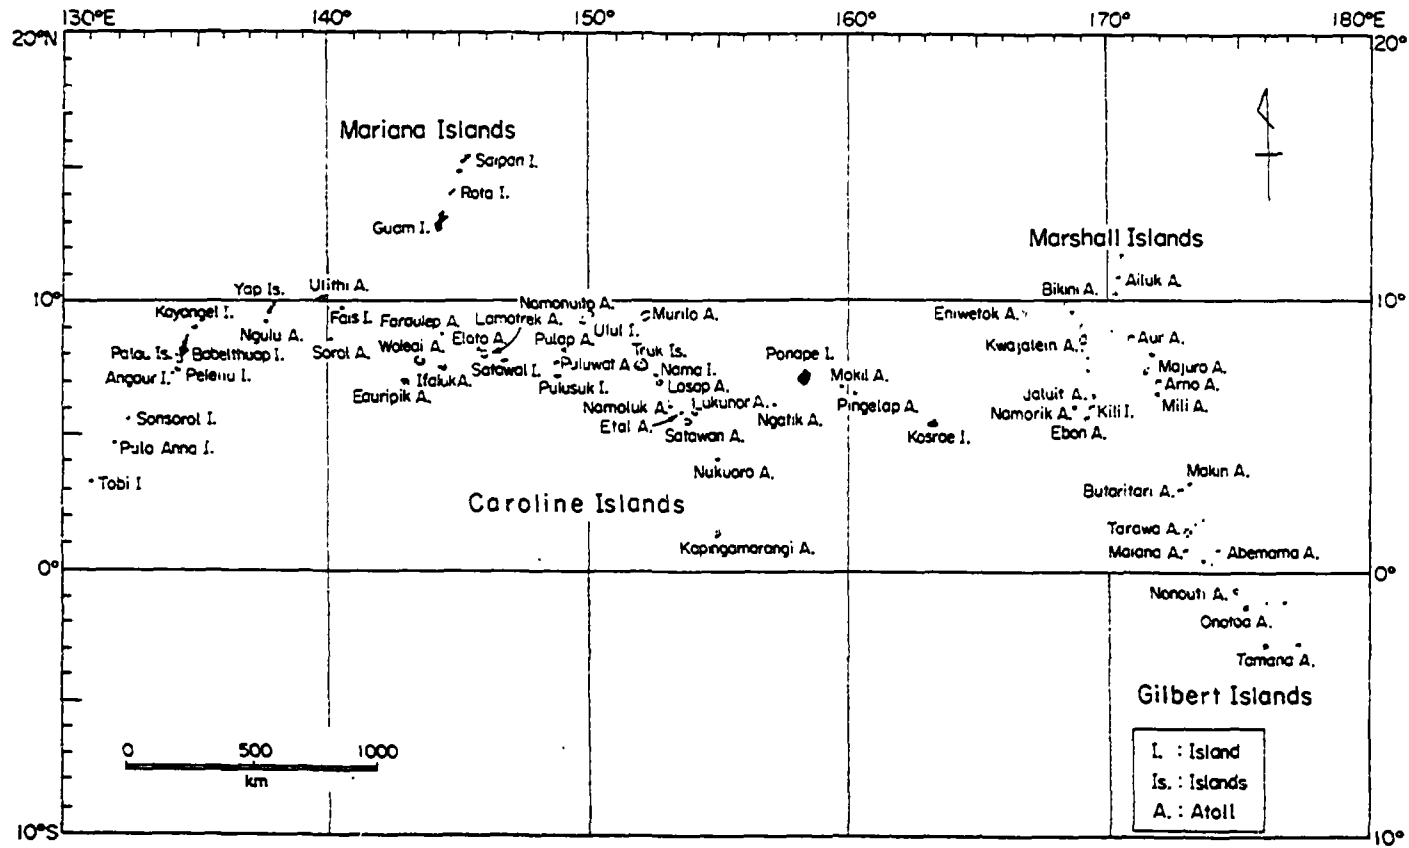 130°E 140° 150° 160° 170° 180°E
20°N 20°
Mariana Islands
Saipan I.
Rota I.
Guam I.
Marshall Islands
Ailuk A.
Bikini A.
10° 10°
Yap Is. Ulithi A.
Kayangel I. Fais I. Faraulep A. Lamotrek A. Namonuito A. Murilo A. Eniwetok A.
Ngulu A. Woleai A. Elato A. Pulap A. Ulul I. Kwajalein A. Aur A.
Palau Is. Babelthuap I. Sorol A. Satawal I. Puluwat A. Truk Is. Ponape I. Majuro A.
Angaur I. Peleliu I. Ifaluk A. Pulusuk I. Nama I. Mokil A. Arno A.
Eauripik A. Losap A. Jaluit A.
Namoluk A. Lukunor A. Pingelap A. Namorik A. Kili I. Mili A.
Sonsorol I. Etal A. Ngatik A.
Satawan A. Kosrae I. Ebon A.
Pulo Anna I.
Nukuoro A. Makin A.
Tobi I
Butaritari A.
Caroline Islands
Tarawa A.
Kapingamarangi A. Maiana A. Abemama A.
0° 0°
Nonouti A.
Onotoa A.
Tamana A.
Gilbert Islands
0 500 1000
km
I. : Island
Is. : Islands
A. : Atoll
10°S 10°